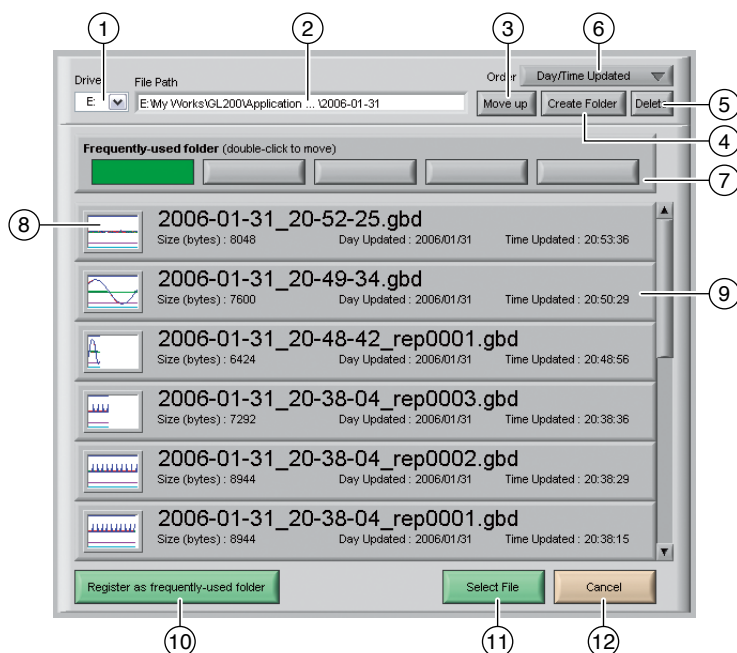 1 2 3 6
Drive File Path Order Day/Time Updated
E: E:\My Works\GL200\Application ... \2006-01-31 Move up Create Folder Delete 5
4
Frequently-used folder (double-click to move)
7
8 2006-01-31_20-52-25.gbd
Size (bytes) : 8048 Day Updated : 2006/01/31 Time Updated : 20:53:36
2006-01-31_20-49-34.gbd
Size (bytes) : 7600 Day Updated : 2006/01/31 Time Updated : 20:50:29 9
2006-01-31_20-48-42_rep0001.gbd
Size (bytes) : 6424 Day Updated : 2006/01/31 Time Updated : 20:48:56
2006-01-31_20-38-04_rep0003.gbd
Size (bytes) : 7292 Day Updated : 2006/01/31 Time Updated : 20:38:36
2006-01-31_20-38-04_rep0002.gbd
Size (bytes) : 8944 Day Updated : 2006/01/31 Time Updated : 20:38:29
2006-01-31_20-38-04_rep0001.gbd
Size (bytes) : 8944 Day Updated : 2006/01/31 Time Updated : 20:38:15
Register as frequently-used folder Select File Cancel
10 11 12